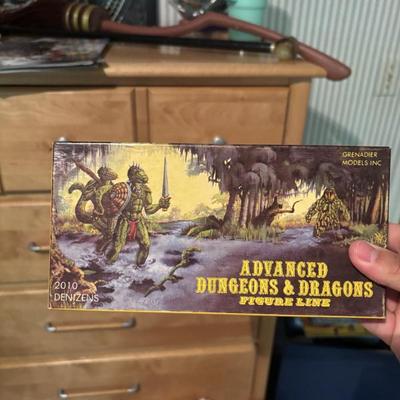 GRENADIER
MODELS INC
ADVANCED
DUNGEONS & DRAGONS
FIGURE LINE
2010
DENIZENS